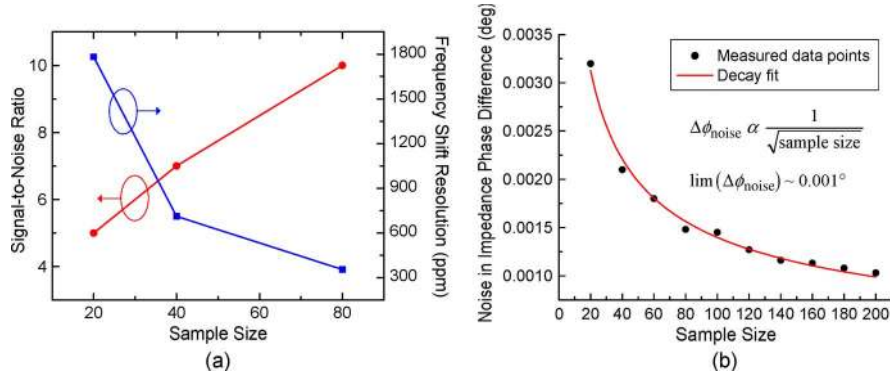 10
8
6
4
Signal-to-Noise Ratio
1800
1500
1200
900
600
300
Frequency Shift Resolution (ppm)
20 40 60 80
Sample Size
(a)
0.0035
0.0030
0.0025
0.0020
0.0015
0.0010
Noise in Impedance Phase Difference (deg)
Measured data points
Decay fit
Δϕnoise α 1/√sample size
lim(Δϕnoise) ~ 0.001°
0 20 40 60 80 100 120 140 160 180 200
Sample Size
(b)